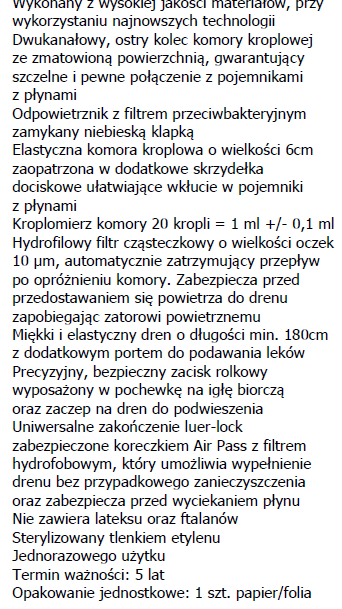 Wykonany z wysokiej jakości materiałów, przy
wykorzystaniu najnowszych technologii
Dwukanałowy, ostry kolec komory kroplowej
ze zmatowioną powierzchnią, gwarantujący
szczelne i pewne połączenie z pojemnikami
z płynami
Odpowietrznik z filtrem przeciwbakteryjnym
zamykany niebieską klapką
Elastyczna komora kroplowa o wielkości 6cm
zaopatrzona w dodatkowe skrzydełka
dociskowe ułatwiające wkłucie w pojemniki
z płynami
Kroplomierz komory 20 kropli = 1 ml +/- 0,1 ml
Hydrofilowy filtr cząsteczkowy o wielkości oczek
10 µm, automatycznie zatrzymujący przepływ
po opróżnieniu komory. Zabezpiecza przed
przedostawaniem się powietrza do drenu
zapobiegając zatorowi powietrznemu
Miękki i elastyczny dren o długości min. 180cm
z dodatkowym portem do podawania leków
Precyzyjny, bezpieczny zacisk rolkowy
wyposażony w pochewkę na igłę biorczą
oraz zaczep na dren do podwieszenia
Uniwersalne zakończenie luer-lock
zabezpieczone koreczkiem Air Pass z filtrem
hydrofobowym, który umożliwia wypełnienie
drenu bez przypadkowego zanieczyszczenia
oraz zabezpiecza przed wyciekaniem płynu
Nie zawiera lateksu oraz ftalanów
Sterylizowany tlenkiem etylenu
Jednorazowego użytku
Termin ważności: 5 lat
Opakowanie jednostkowe: 1 szt. papier/folia